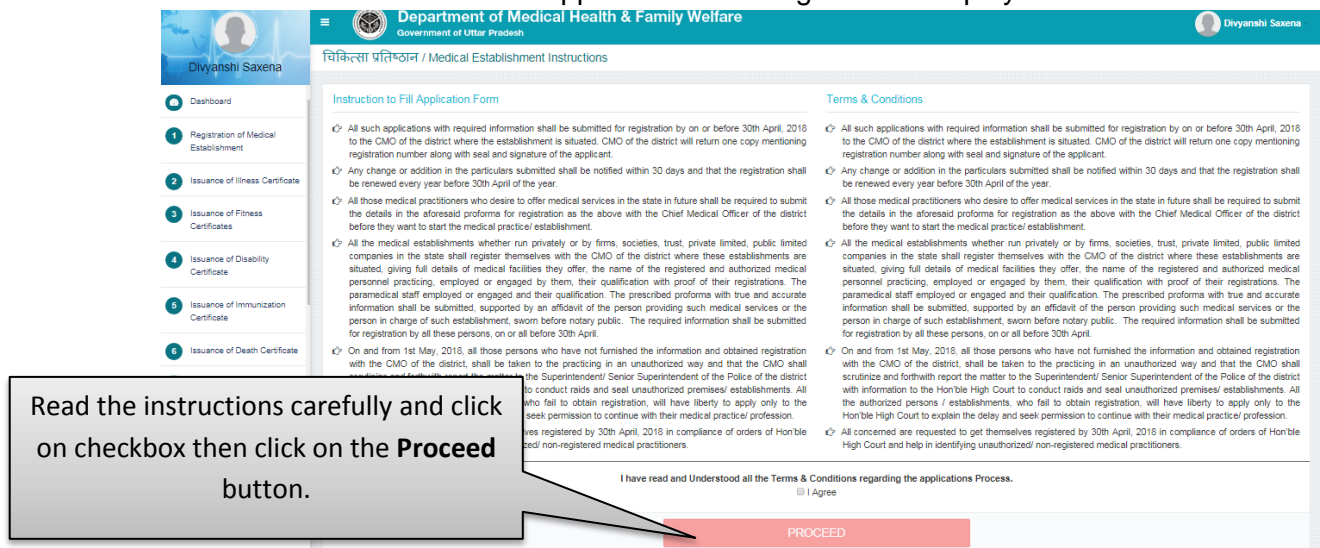 Department of Medical Health & Family Welfare
Government of Uttar Pradesh
Divyanshi Saxena
Divyanshi Saxena
चिकित्सा प्रतिष्ठान / Medical Establishment Instructions
Dashboard
1 Registration of Medical
Establishment
2 Issuance of Illness Certificate
3 Issuance of Fitness
Certificates
4 Issuance of Disability
Certificate
5 Issuance of Immunization
Certificate
6 Issuance of Death Certificate
Instruction to Fill Application Form
All such applications with required information shall be submitted for registration by on or before 30th April, 2018
to the CMO of the district where the establishment is situated. CMO of the district will return one copy mentioning
registration number along with seal and signature of the applicant.
Any change or addition in the particulars submitted shall be notified within 30 days and that the registration shall
be renewed every year before 30th April of the year.
All those medical practitioners who desire to offer medical services in the state in future shall be required to submit
the details in the aforesaid proforma for registration as the above with the Chief Medical Officer of the district
before they want to start the medical practice/ establishment.
All the medical establishments whether run privately or by firms, societies, trust, private limited, public limited
companies in the state shall register themselves with the CMO of the district where these establishments are
situated, giving full details of medical facilities they offer, the name of the registered and authorized medical
personnel practicing, employed or engaged by them, their qualification with proof of their registrations. The
paramedical staff employed or engaged and their qualification. The prescribed proforma with true and accurate
information shall be submitted, supported by an affidavit of the person providing such medical services or the
person in charge of such establishment, sworn before notary public. The required information shall be submitted
for registration by all these persons, on or all before 30th April.
On and from 1st May, 2018, all those persons who have not furnished the information and obtained registration
with the CMO of the district, shall be taken to the practicing in an unauthorized way and that the CMO shall
scrutinize and forthwith report the matter to the Superintendent/ Senior Superintendent of the Police of the district
to conduct raids and seal unauthorized premises/ establishments. All
who fail to obtain registration, will have liberty to apply only to the
seek permission to continue with their medical practice/ profession.
ves registered by 30th April, 2018 in compliance of orders of Hon'ble
zed/ non-registered medical practitioners.
Terms & Conditions
All such applications with required information shall be submitted for registration by on or before 30th April, 2018
to the CMO of the district where the establishment is situated. CMO of the district will return one copy mentioning
registration number along with seal and signature of the applicant.
Any change or addition in the particulars submitted shall be notified within 30 days and that the registration shall
be renewed every year before 30th April of the year.
All those medical practitioners who desire to offer medical services in the state in future shall be required to submit
the details in the aforesaid proforma for registration as the above with the Chief Medical Officer of the district
before they want to start the medical practice/ establishment.
All the medical establishments whether run privately or by firms, societies, trust, private limited, public limited
companies in the state shall register themselves with the CMO of the district where these establishments are
situated, giving full details of medical facilities they offer, the name of the registered and authorized medical
personnel practicing, employed or engaged by them, their qualification with proof of their registrations. The
paramedical staff employed or engaged and their qualification. The prescribed proforma with true and accurate
information shall be submitted, supported by an affidavit of the person providing such medical services or the
person in charge of such establishment, sworn before notary public. The required information shall be submitted
for registration by all these persons, on or all before 30th April.
On and from 1st May, 2018, all those persons who have not furnished the information and obtained registration
with the CMO of the district, shall be taken to the practicing in an unauthorized way and that the CMO shall
scrutinize and forthwith report the matter to the Superintendent/ Senior Superintendent of the Police of the district
with information to the Hon'ble High Court to conduct raids and seal unauthorized premises/ establishments. All
the authorized persons / establishments, who fail to obtain registration, will have liberty to apply only to the
Hon'ble High Court to explain the delay and seek permission to continue with their medical practice/ profession.
All concerned are requested to get themselves registered by 30th April, 2018 in compliance of orders of Hon'ble
High Court and help in identifying unauthorized/ non-registered medical practitioners.
I have read and Understood all the Terms & Conditions regarding the applications Process.
I Agree
PROCEED
Read the instructions carefully and click
on checkbox then click on the Proceed
button.